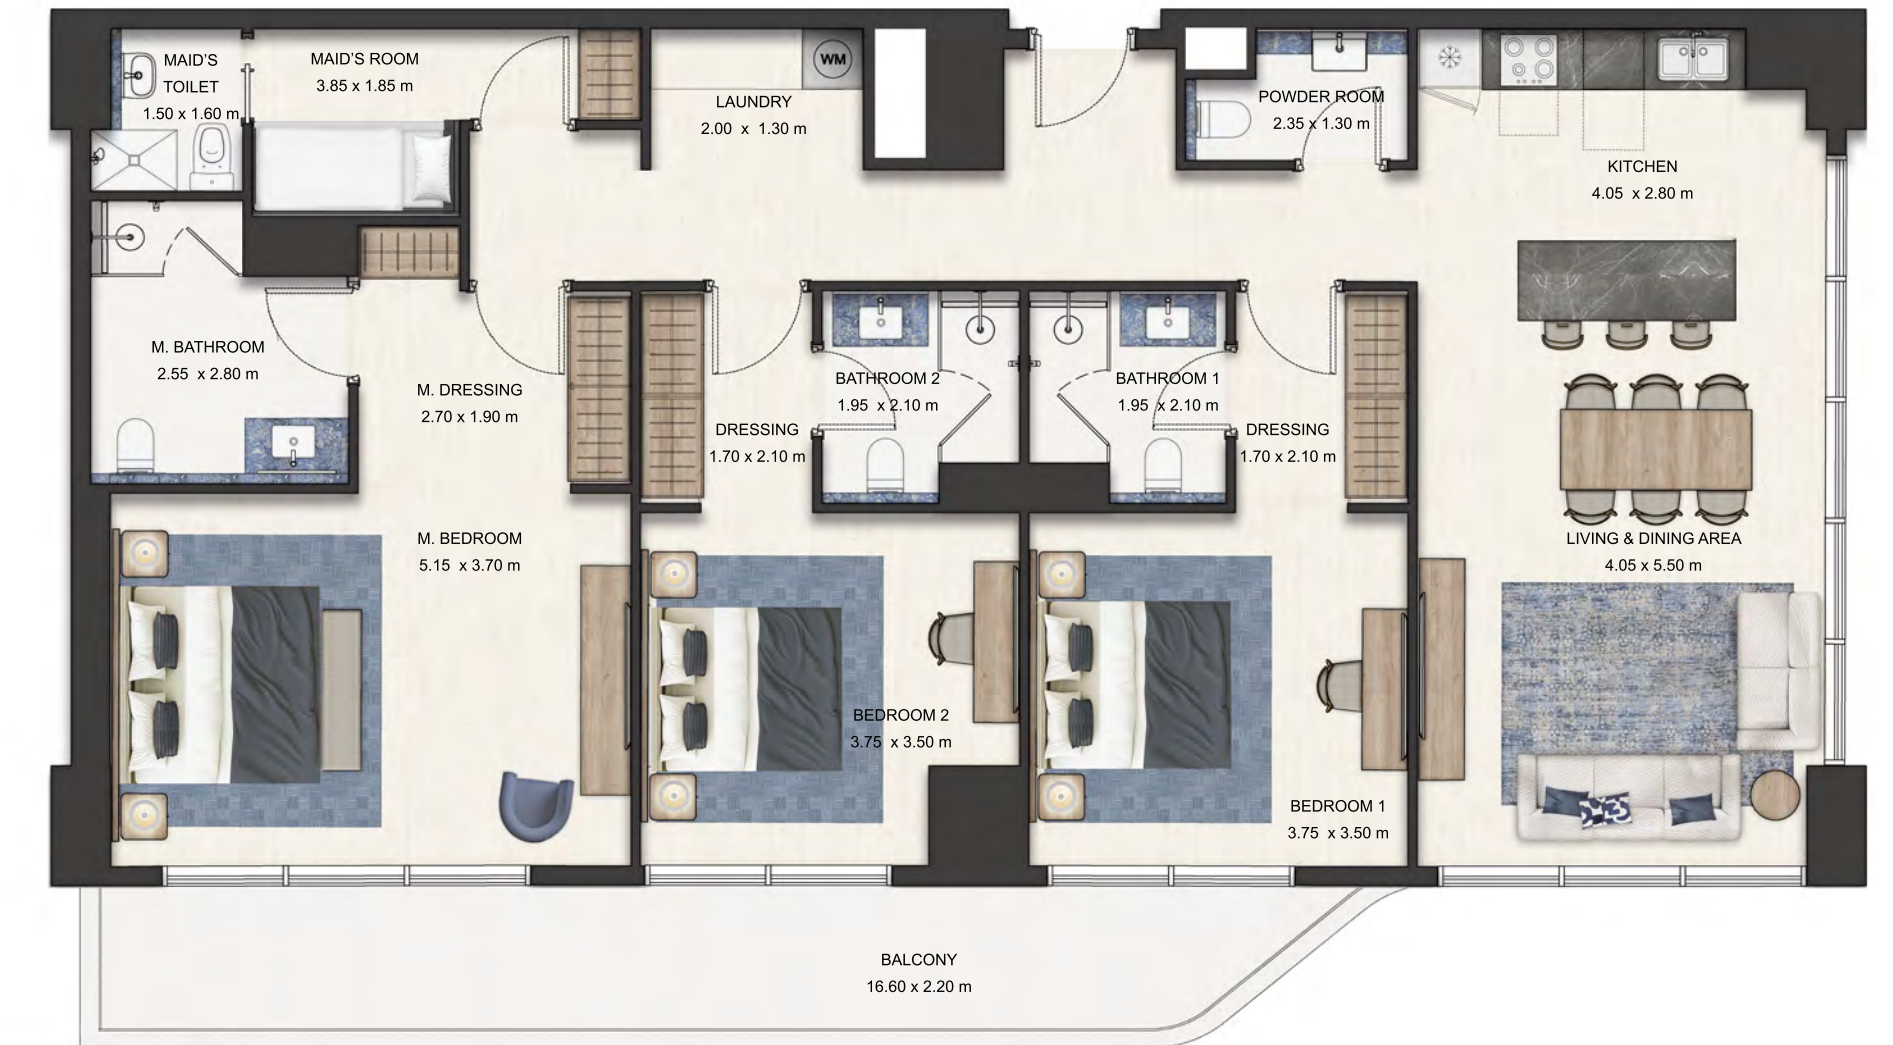 MAID'S
TOILET
1.50 x 1.60 m
MAID'S ROOM
3.85 x 1.85 m
LAUNDRY
2.00 x 1.30 m
WM
POWDER ROOM
2.35 x 1.30 m
KITCHEN
4.05 x 2.80 m
M. BATHROOM
2.55 x 2.80 m
M. DRESSING
2.70 x 1.90 m
DRESSING
1.70 x 2.10 m
BATHROOM 2
1.95 x 2.10 m
BATHROOM 1
1.95 x 2.10 m
DRESSING
1.70 x 2.10 m
M. BEDROOM
5.15 x 3.70 m
LIVING & DINING AREA
4.05 x 5.50 m
BEDROOM 2
3.75 x 3.50 m
BEDROOM 1
3.75 x 3.50 m
BALCONY
16.60 x 2.20 m